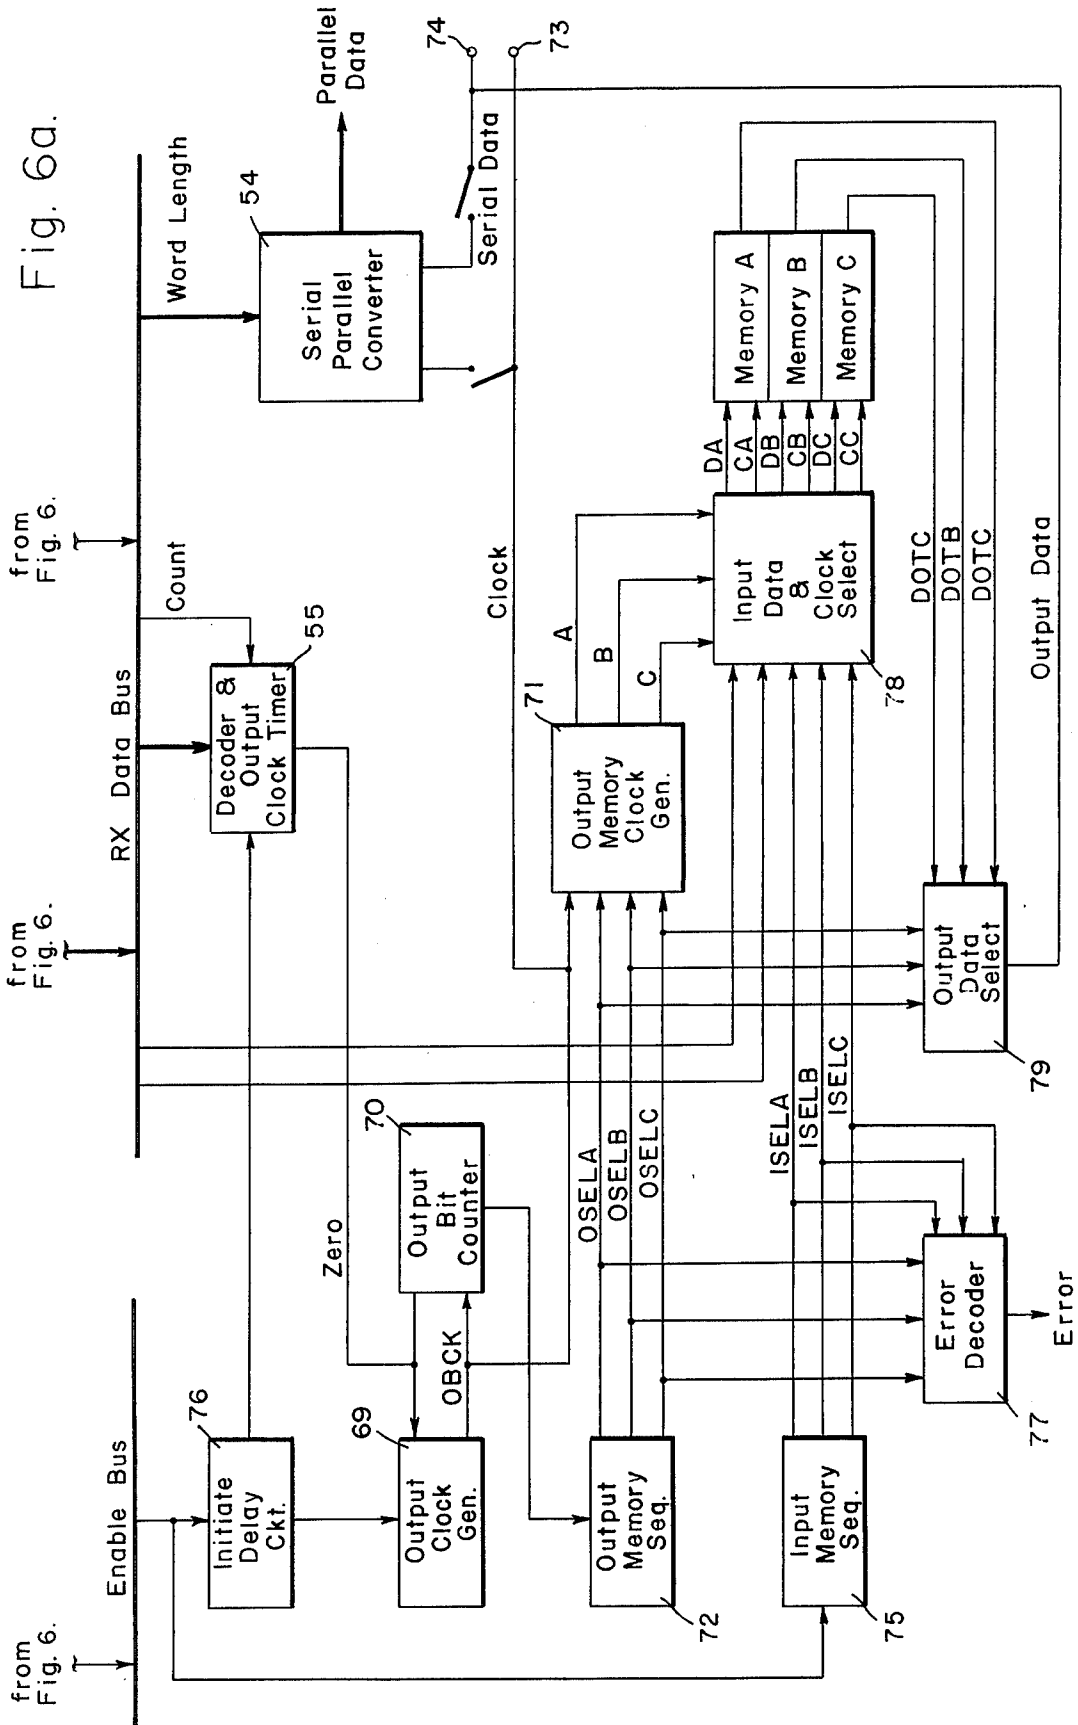 Fig. 6a.
from
Fig. 6.
Enable Bus
from
Fig. 6.
RX Data Bus
from
Fig. 6.
Count
Word Length
76
Initiate
Delay
Ckt.
55
Decoder &
Output
Clock Timer
54
Serial
Parallel
Converter
Parallel
Data
Zero
69
Output
Clock
Gen.
OBCK
70
Output
Bit
Counter
Serial Data
74
73
Clock
72
Output
Memory
Seq.
OSELA
OSELB
OSELC
71
Output
Memory
Clock
Gen.
A
B
C
75
Input
Memory
Seq.
ISELA
ISELB
ISELC
78
Input
Data
&
Clock
Select
DA
CA
DB
CB
DC
CC
Memory A
Memory B
Memory C
77
Error
Decoder
Error
79
Output
Data
Select
DOTC
DOTB
DOTC
Output Data